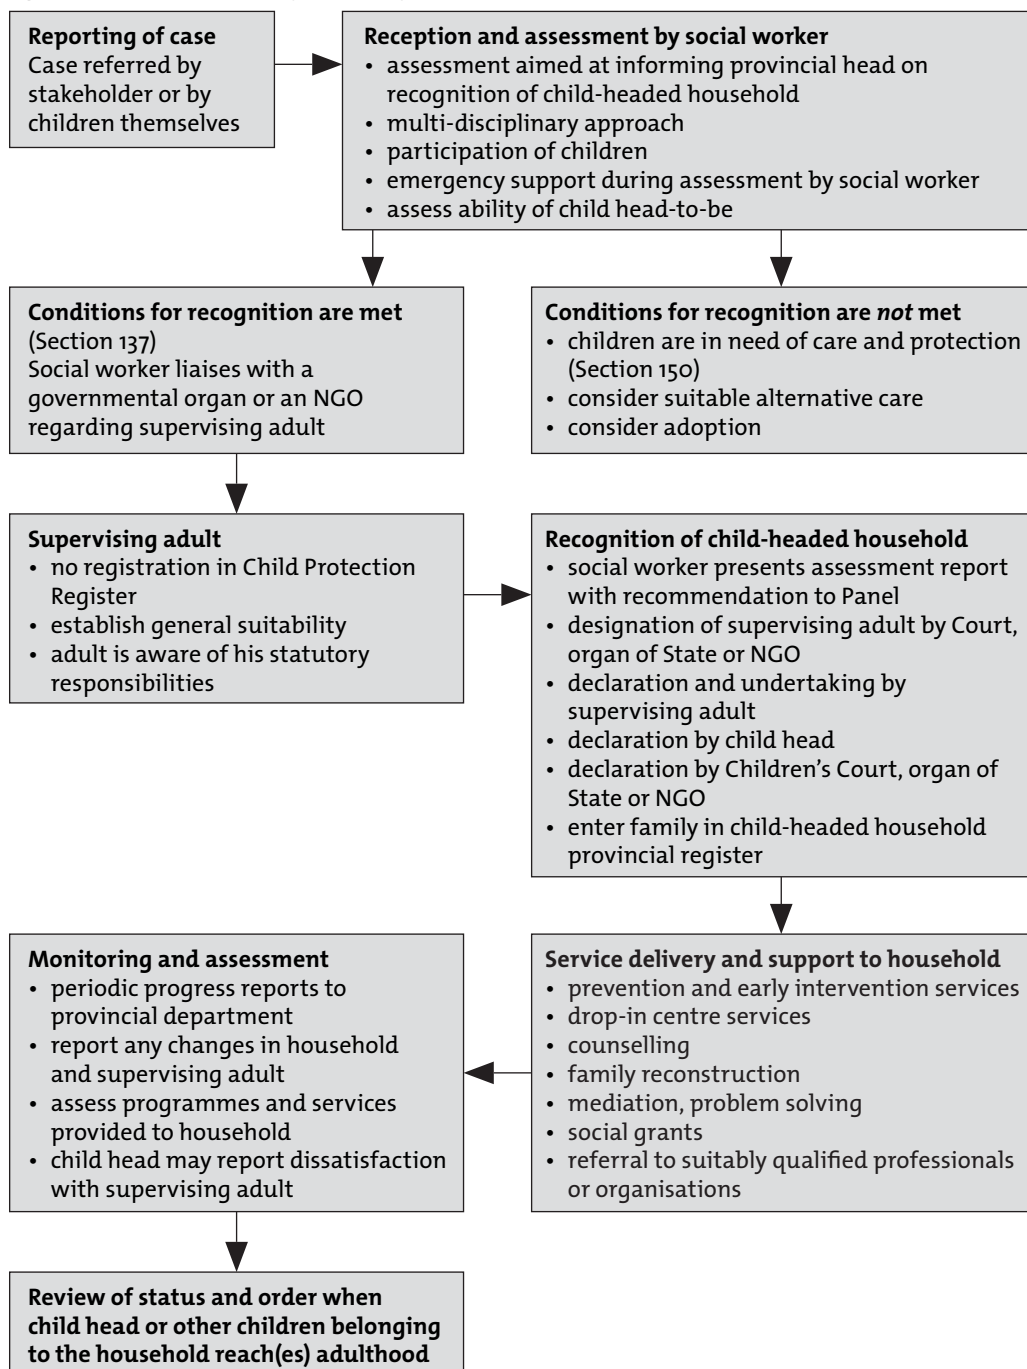 Reporting of case
Case referred by
stakeholder or by
children themselves
Reception and assessment by social worker
• assessment aimed at informing provincial head on
recognition of child-headed household
• multi-disciplinary approach
• participation of children
• emergency support during assessment by social worker
• assess ability of child head-to-be
Conditions for recognition are met
(Section 137)
Social worker liaises with a
governmental organ or an NGO
regarding supervising adult
Conditions for recognition are not met
• children are in need of care and protection
(Section 150)
• consider suitable alternative care
• consider adoption
Supervising adult
• no registration in Child Protection
Register
• establish general suitability
• adult is aware of his statutory
responsibilities
Recognition of child-headed household
• social worker presents assessment report
with recommendation to Panel
• designation of supervising adult by Court,
organ of State or NGO
• declaration and undertaking by
supervising adult
• declaration by child head
• declaration by Children's Court, organ of
State or NGO
• enter family in child-headed household
provincial register
Service delivery and support to household
• prevention and early intervention services
• drop-in centre services
• counselling
• family reconstruction
• mediation, problem solving
• social grants
• referral to suitably qualified professionals
or organisations
Monitoring and assessment
• periodic progress reports to
provincial department
• report any changes in household
and supervising adult
• assess programmes and services
provided to household
• child head may report dissatisfaction
with supervising adult
Review of status and order when
child head or other children belonging
to the household reach(es) adulthood